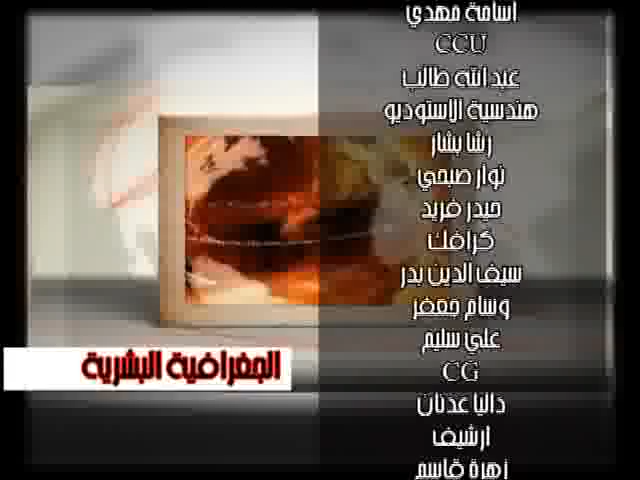 اسامة مهدي
CCU
عبد الله طالب
هندسية الاستوديو
رشا بشار
نوار صبحي
حيدر فريد
كرافك
سيف الدين بدر
وسام جعفر
علي سليم
CG
داليا عدنان
ارشيف
زهرة قاسم
الجغرافية البشرية